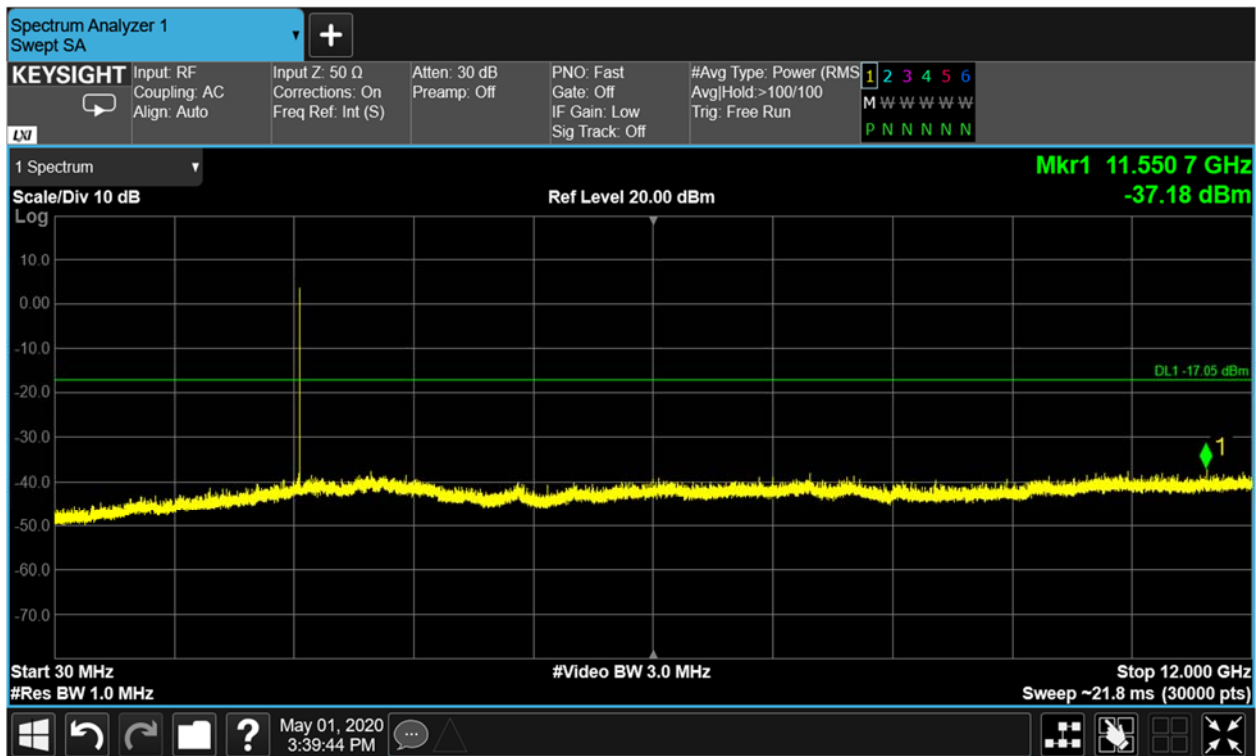 Spectrum Analyzer 1
Swept SA
KEYSIGHT
LXI
Input: RF
Coupling: AC
Align: Auto
Input Z: 50 Ω
Corrections: On
Freq Ref: Int (S)
Atten: 30 dB
Preamp: Off
PNO: Fast
Gate: Off
IF Gain: Low
Sig Track: Off
#Avg Type: Power (RMS
Avg|Hold:>100/100
Trig: Free Run
1 2 3 4 5 6
M W W W W W
P N N N N N
1 Spectrum
Mkr1 11.550 7 GHz
-37.18 dBm
Scale/Div 10 dB
Ref Level 20.00 dBm
Log
10.0
0.00
-10.0
DL1 -17.05 dBm
-20.0
-30.0
1
-40.0
-50.0
-60.0
-70.0
Start 30 MHz
#Video BW 3.0 MHz
Stop 12.000 GHz
#Res BW 1.0 MHz
Sweep ~21.8 ms (30000 pts)
?
May 01, 2020
3:39:44 PM